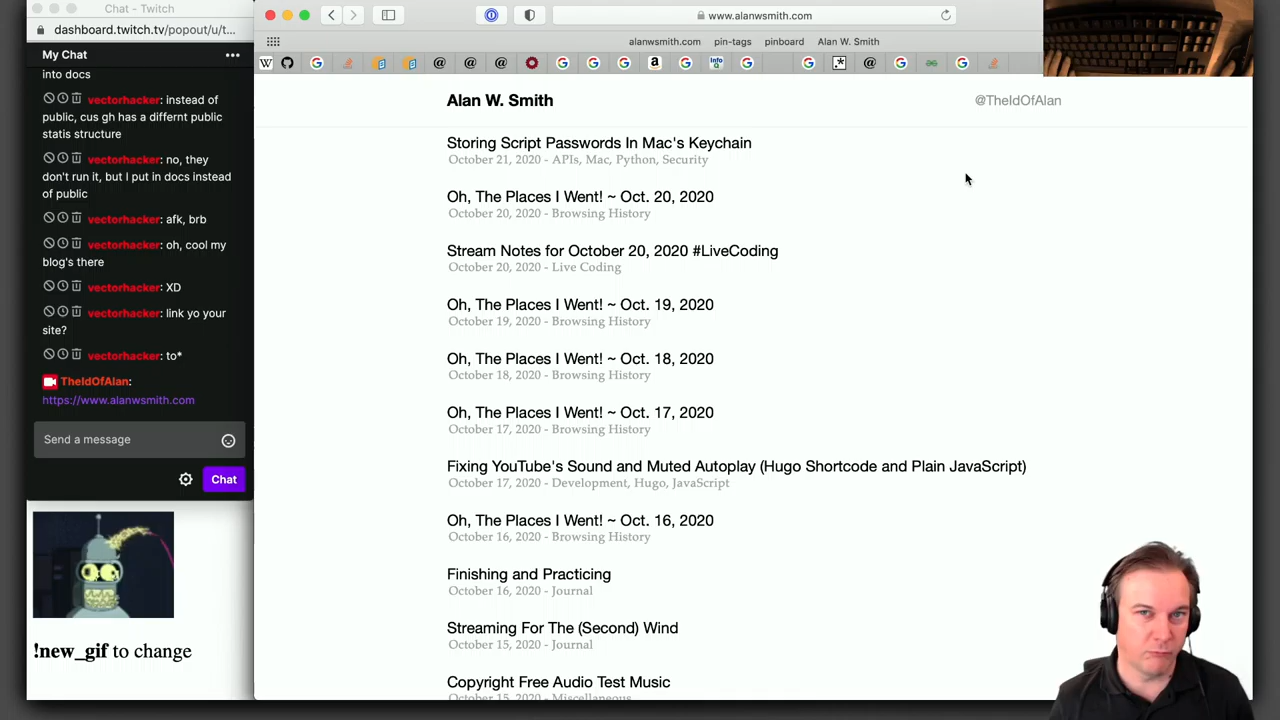 Chat - Twitch
dashboard.twitch.tv/popout/u/t...
My Chat
into docs
vectorhacker: instead of
public, cus gh has a differnt public
statis structure
vectorhacker: no, they
don't run it, but I put in docs instead
of public
vectorhacker: afk, brb
vectorhacker: oh, cool my
blog's there
vectorhacker: XD
vectorhacker: link yo your
site?
vectorhacker: to*
TheIdOfAlan:
https://www.alanwsmith.com
Send a message
Chat
!new_gif to change
www.alanwsmith.com
alanwsmith.com pin-tags pinboard Alan W. Smith
Alan W. Smith
@TheIdOfAlan
Storing Script Passwords In Mac's Keychain
October 21, 2020 - APIs, Mac, Python, Security
Oh, The Places I Went! ~ Oct. 20, 2020
October 20, 2020 - Browsing History
Stream Notes for October 20, 2020 #LiveCoding
October 20, 2020 - Live Coding
Oh, The Places I Went! ~ Oct. 19, 2020
October 19, 2020 - Browsing History
Oh, The Places I Went! ~ Oct. 18, 2020
October 18, 2020 - Browsing History
Oh, The Places I Went! ~ Oct. 17, 2020
October 17, 2020 - Browsing History
Fixing YouTube's Sound and Muted Autoplay (Hugo Shortcode and Plain JavaScript)
October 17, 2020 - Development, Hugo, JavaScript
Oh, The Places I Went! ~ Oct. 16, 2020
October 16, 2020 - Browsing History
Finishing and Practicing
October 16, 2020 - Journal
Streaming For The (Second) Wind
October 15, 2020 - Journal
Copyright Free Audio Test Music
October 15, 2020 - Miscellaneous